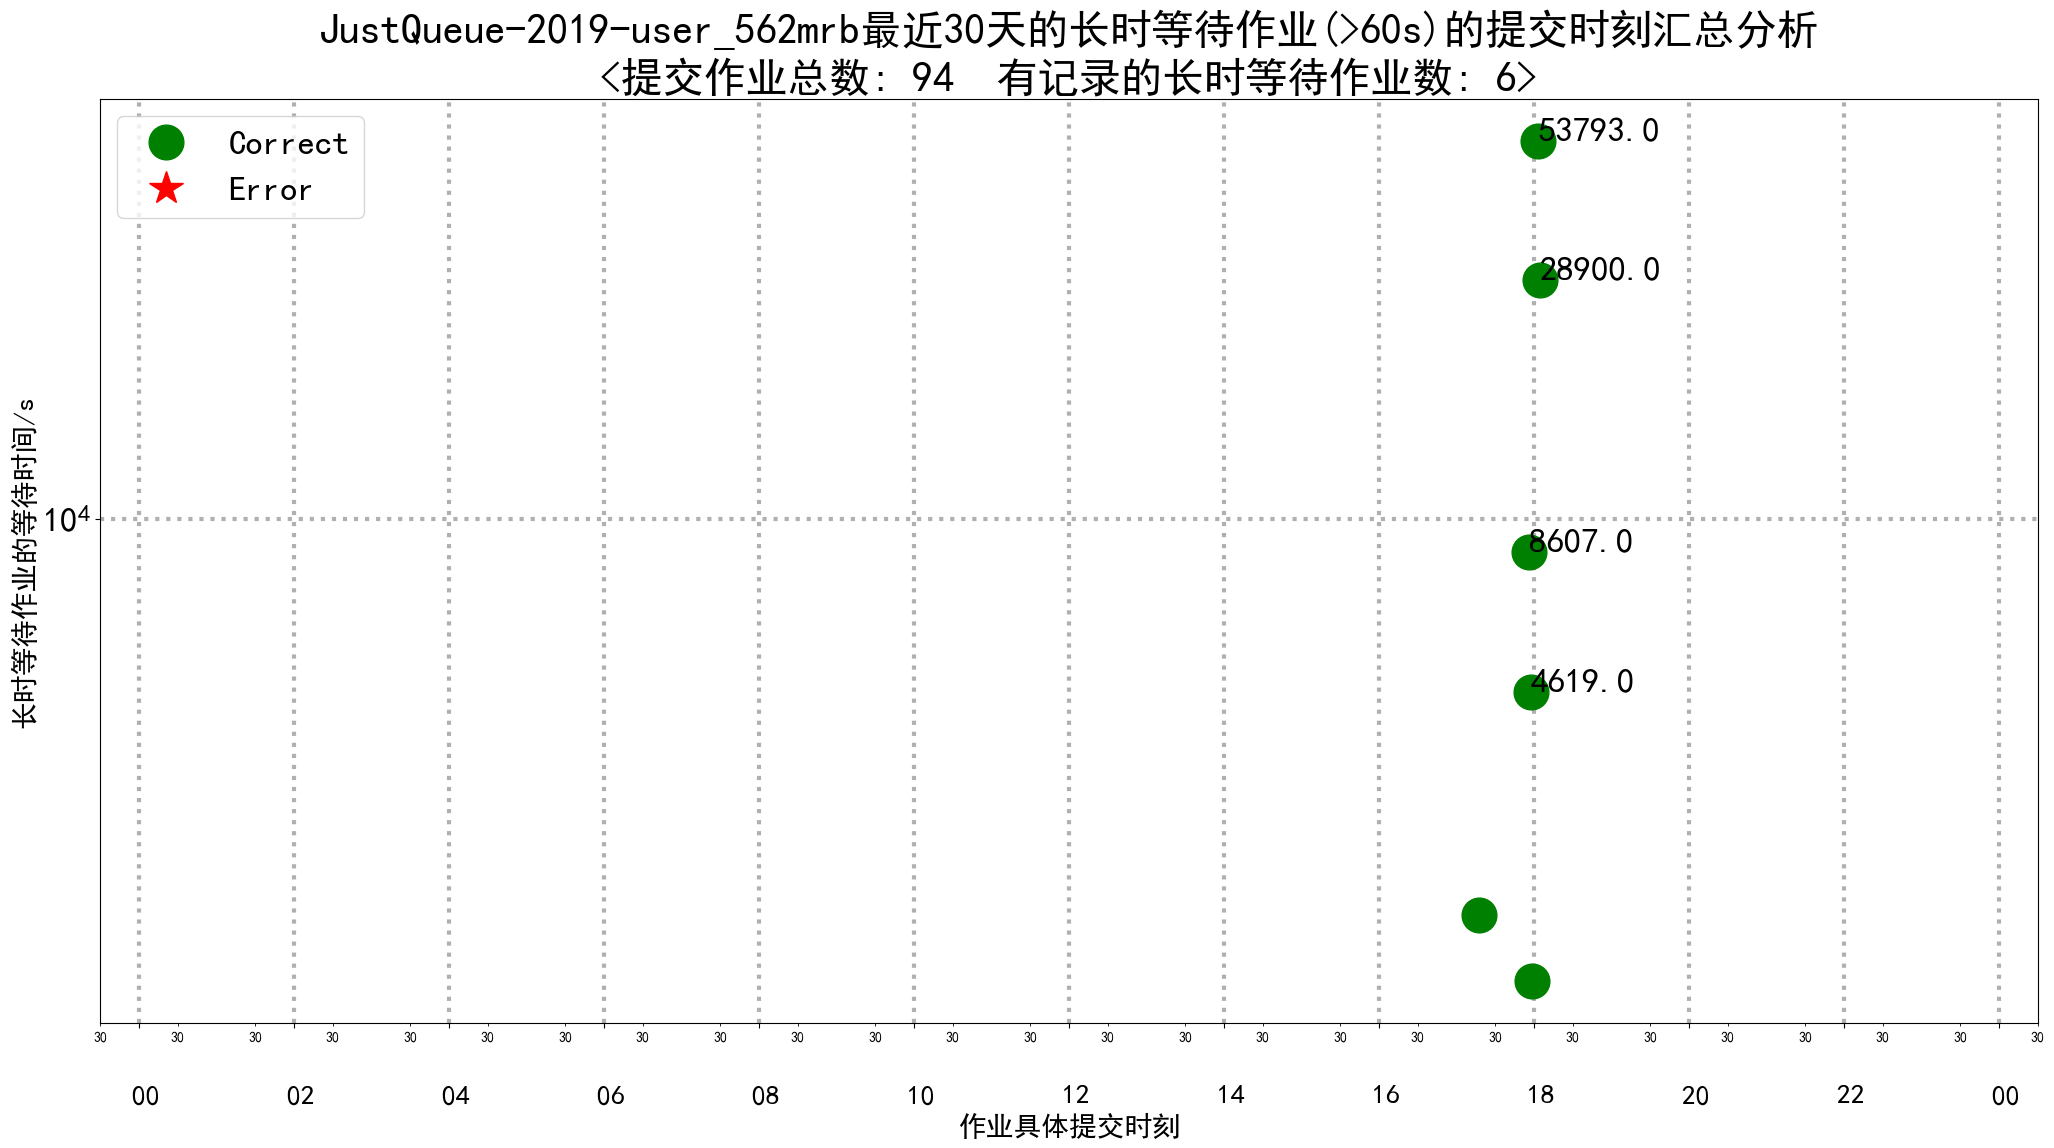 JustQueue-2019-user_562mrb最近30天的长时等待作业(>60s)的提交时刻汇总分析
<提交作业总数: 94  有记录的长时等待作业数: 6>
Correct
Error
53793.0
28900.0
8607.0
4619.0
10⁴
长时等待作业的等待时间/s
30 30 30 30 30 30 30 30 30 30 30 30 30 30 30 30 30 30 30 30 30 30 30 30 30 30
00 02 04 06 08 10 12 14 16 18 20 22 00
作业具体提交时刻